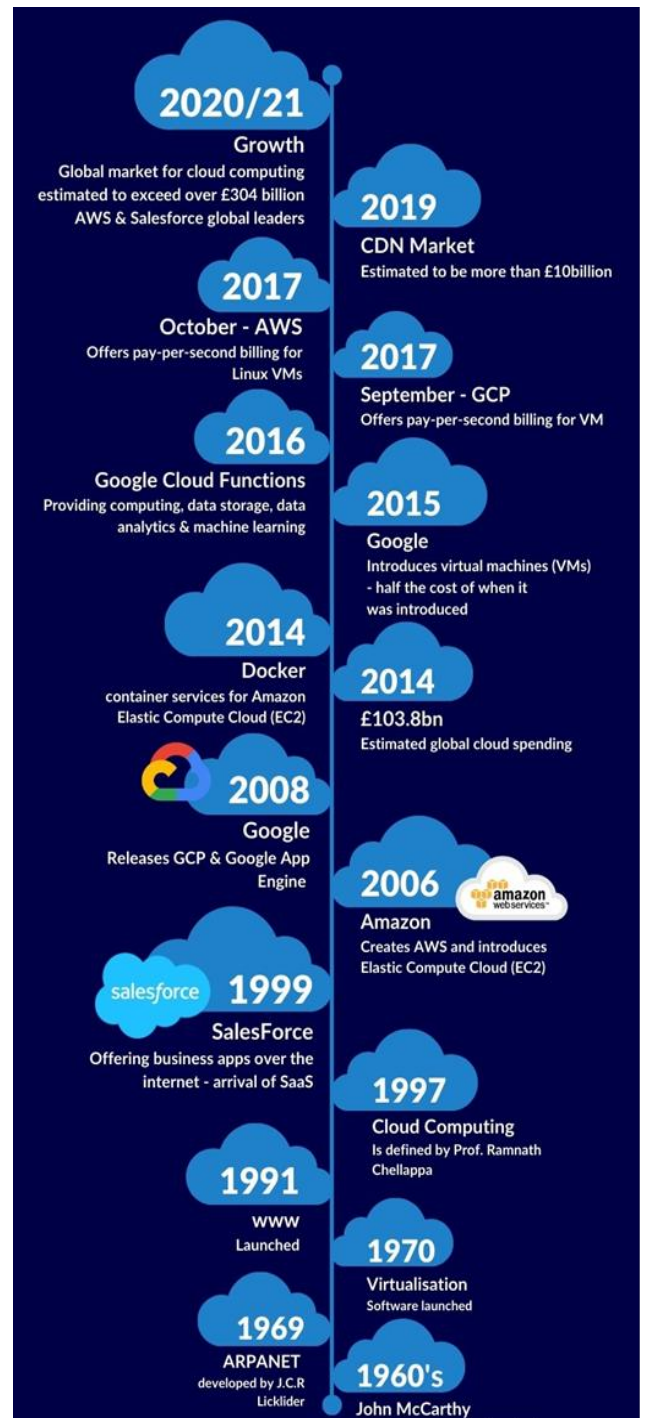 2020/21
Growth
Global market for cloud computing
estimated to exceed over £304 billion
AWS & Salesforce global leaders
2019
CDN Market
Estimated to be more than £10billion
2017
October - AWS
Offers pay-per-second billing for
Linux VMs
2017
September - GCP
Offers pay-per-second billing for VM
2016
Google Cloud Functions
Providing computing, data storage, data
analytics & machine learning
2015
Google
Introduces virtual machines (VMs)
- half the cost of when it
was introduced
2014
Docker
container services for Amazon
Elastic Compute Cloud (EC2)
2014
£103.8bn
Estimated global cloud spending
2008
Google
Releases GCP & Google App
Engine
2006
amazon
webservices™
Amazon
Creates AWS and introduces
Elastic Compute Cloud (EC2)
salesforce
1999
SalesForce
Offering business apps over the
internet - arrival of SaaS
1997
Cloud Computing
Is defined by Prof. Ramnath
Chellappa
1991
www
Launched
1970
Virtualisation
Software launched
1969
ARPANET
developed by J.C.R
Licklider
1960's
John McCarthy